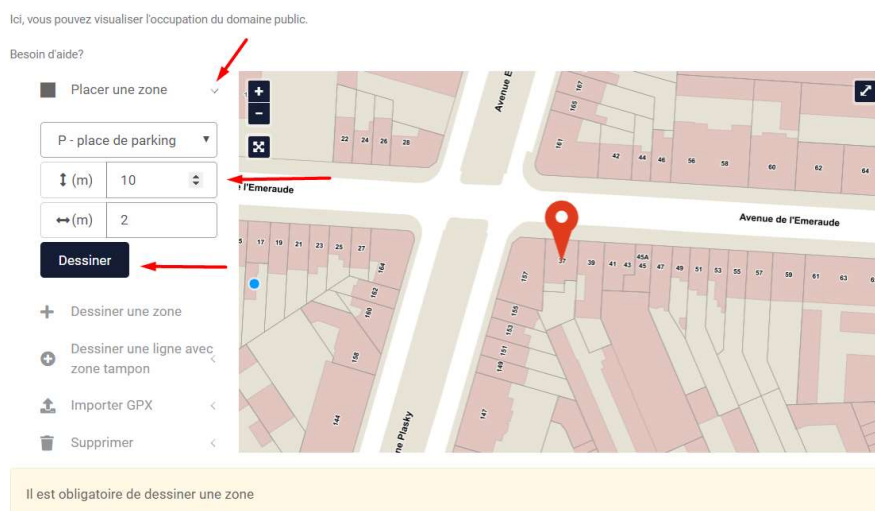 Ici, vous pouvez visualiser l'occupation du domaine public.
Besoin d'aide?
Placer une zone
P - place de parking
(m) 10
(m) 2
Dessiner
Dessiner une zone
Dessiner une ligne avec
zone tampon
Importer GPX
Supprimer
+
−
Avenue E
167
165
161
22 24 26 28
42 44 46 56 58 60 62 64
l'Emeraude
Avenue de l'Emeraude
17 19 21 23 25 27
164
162
160
158
144
157
155
153
151
149
147
37 39 41 43 45A
45 47 49 51 53 55 57 59 61 63
ne Plasky
Il est obligatoire de dessiner une zone